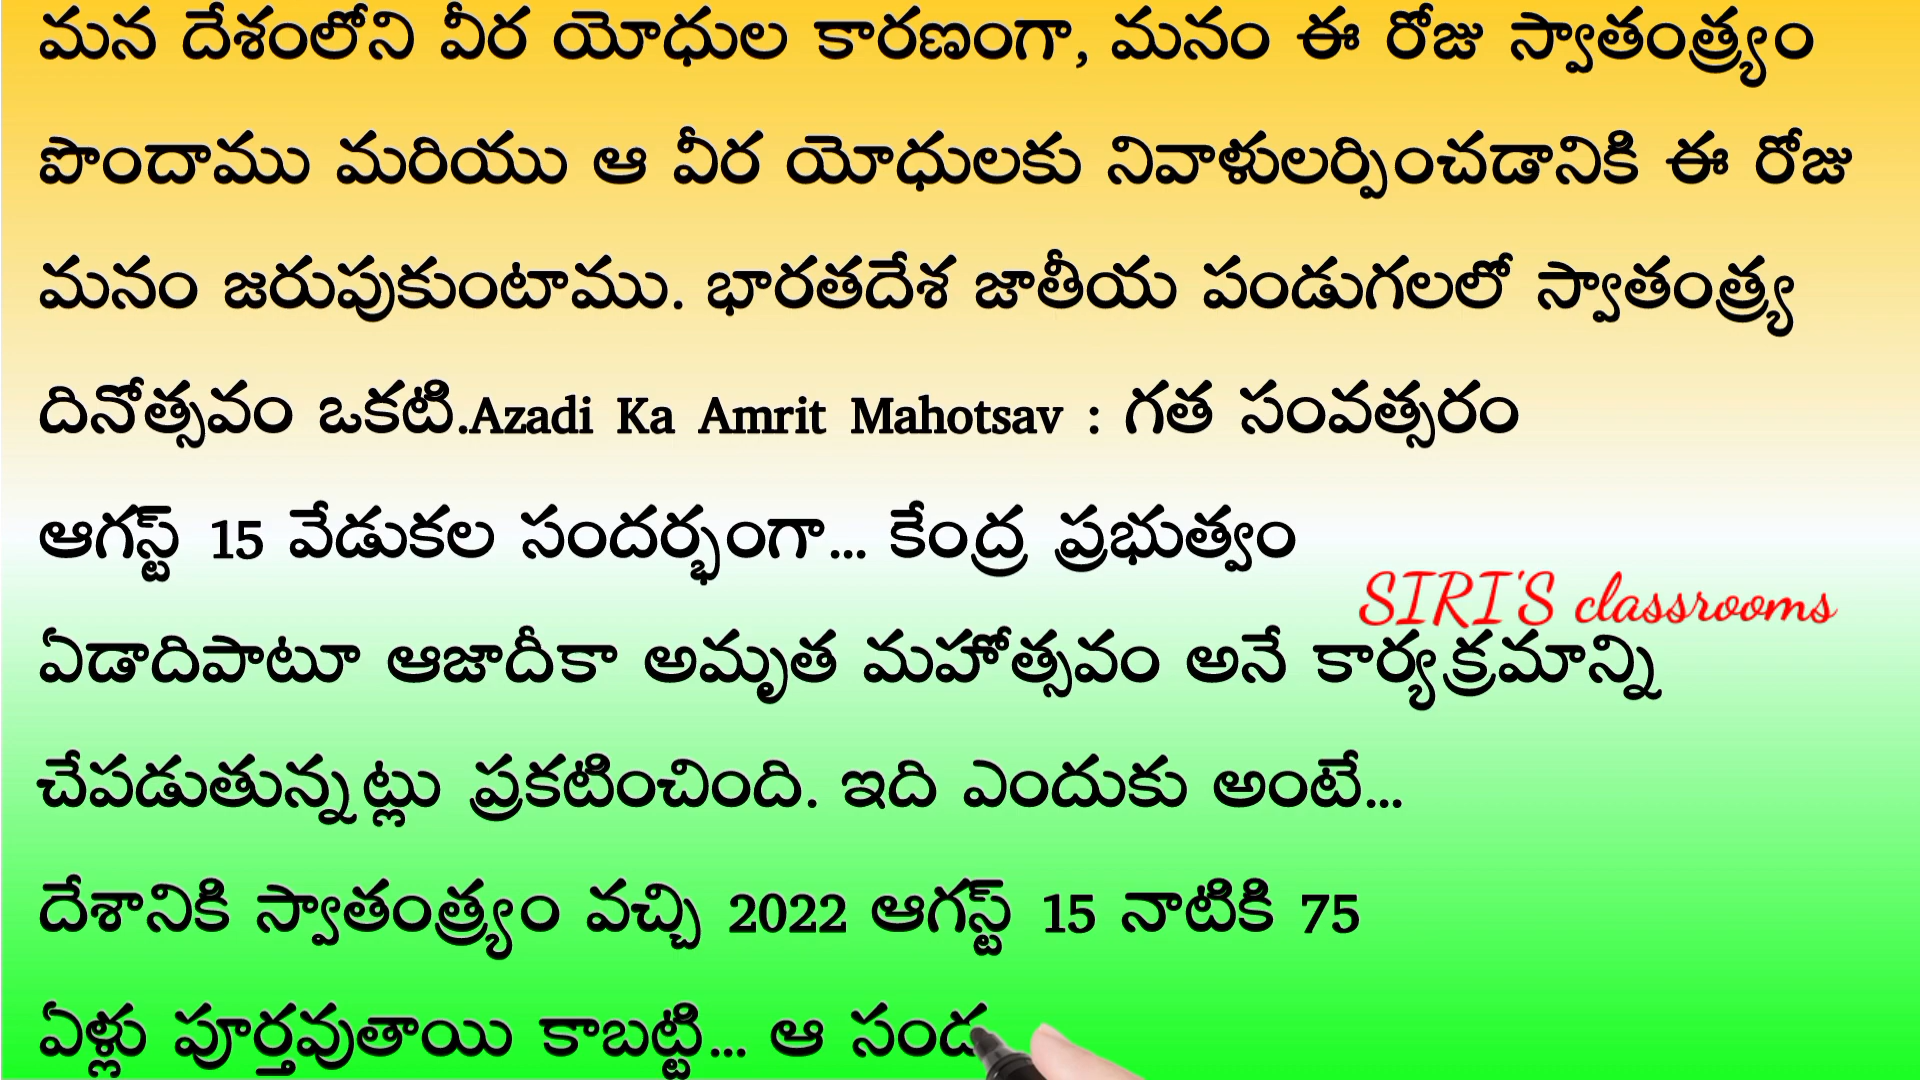 మన దేశంలోని వీర యోధుల కారణంగా, మనం ఈ రోజు స్వాతంత్ర్యం
పొందాము మరియు ఆ వీర యోధులకు నివాళులర్పించడానికి ఈ రోజు
మనం జరుపుకుంటాము. భారతదేశ జాతీయ పండుగలలో స్వాతంత్ర్య
దినోత్సవం ఒకటి.Azadi Ka Amrit Mahotsav : గత సంవత్సరం
ఆగస్ట్ 15 వేడుకల సందర్భంగా... కేంద్ర ప్రభుత్వం
SIRI'S classrooms
ఏడాదిపాటూ ఆజాదీకా అమృత మహోత్సవం అనే కార్యక్రమాన్ని
చేపడుతున్నట్లు ప్రకటించింది. ఇది ఎందుకు అంటే...
దేశానికి స్వాతంత్ర్యం వచ్చి 2022 ఆగస్ట్ 15 నాటికి 75
ఏళ్లు పూర్తవుతాయి కాబట్టి... ఆ